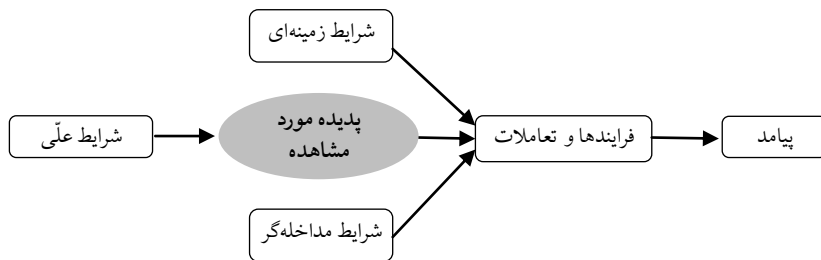 شرایط زمینه‌ای
شرایط علّی
پدیده مورد
مشاهده
فرایندها و تعاملات
پیامد
شرایط مداخله‌گر